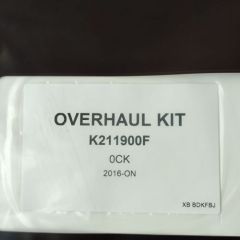 OVERHAUL KIT
K211900F
0CK
2016-ON
XB BDKFBJ